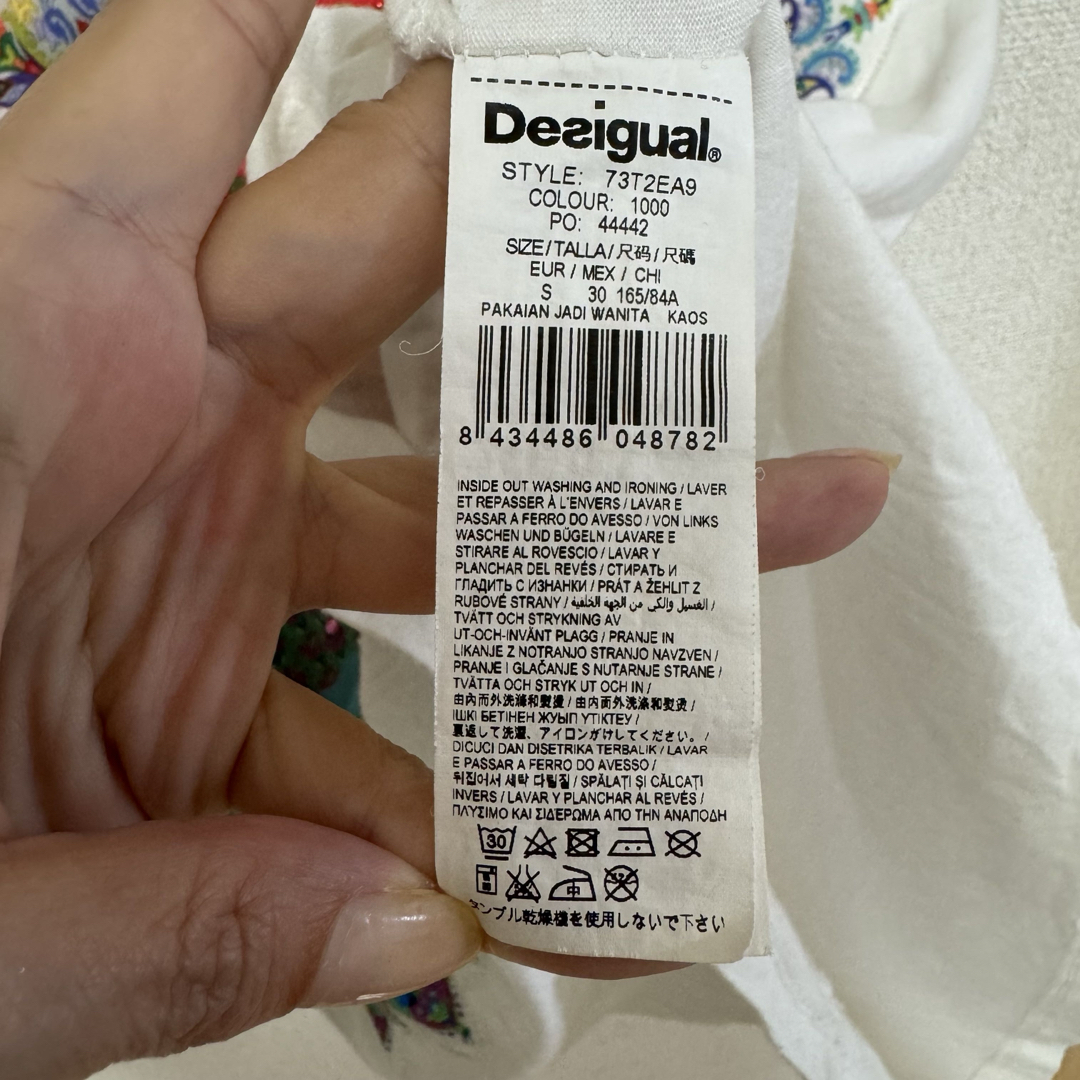 Desigual®
STYLE: 73T2EA9
COLOUR: 1000
PO: 44442
SIZE/TALLA/尺码/尺碼
EUR / MEX / CHI
S 30 165/84A
PAKAIAN JADI WANITA KAOS
8 434486 048782
INSIDE OUT WASHING AND IRONING / LAVER
ET REPASSER À L'ENVERS / LAVAR E
PASSAR A FERRO DO AVESSO / VON LINKS
WASCHEN UND BÜGELN / LAVARE E
STIRARE AL ROVESCIO / LAVAR Y
PLANCHAR DEL REVÉS / СТИРАТЬ И
ГЛАДИТЬ С ИЗНАНКИ / PRÁT A ŽEHLIT Z
RUBOVÉ STRANY / الغسيل والكي من الجهة الخلفية /
TVÄTT OCH STRYKNING AV
UT-OCH-INVÄNT PLAGG / PRANJE IN
LIKANJE Z NOTRANJO STRANJO NAVZVEN /
PRANJE I GLAČANJE S NUTARNJE STRANE /
TVÄTTA OCH STRYK UT OCH IN /
由内而外洗滌和熨燙 / 由内而外洗涤和熨烫 /
ІШКІ БЕТІНЕН ЖУЫП ҮТІКТЕУ /
裏返して洗濯、アイロンがけしてください。 /
DICUCI DAN DISETRIKA TERBALIK / LAVAR
E PASSAR A FERRO DO AVESSO /
뒤집어서 세탁 다림질 / SPĂLAȚI ȘI CĂLCAȚI
INVERS / LAVAR Y PLANCHAR AL REVÉS /
ΠΛΥΣΙΜΟ ΚΑΙ ΣΙΔΕΡΩΜΑ ΑΠΟ ΤΗΝ ΑΝΑΠΟΔΗ
30
中
タンブル乾燥機を使用しないで下さい